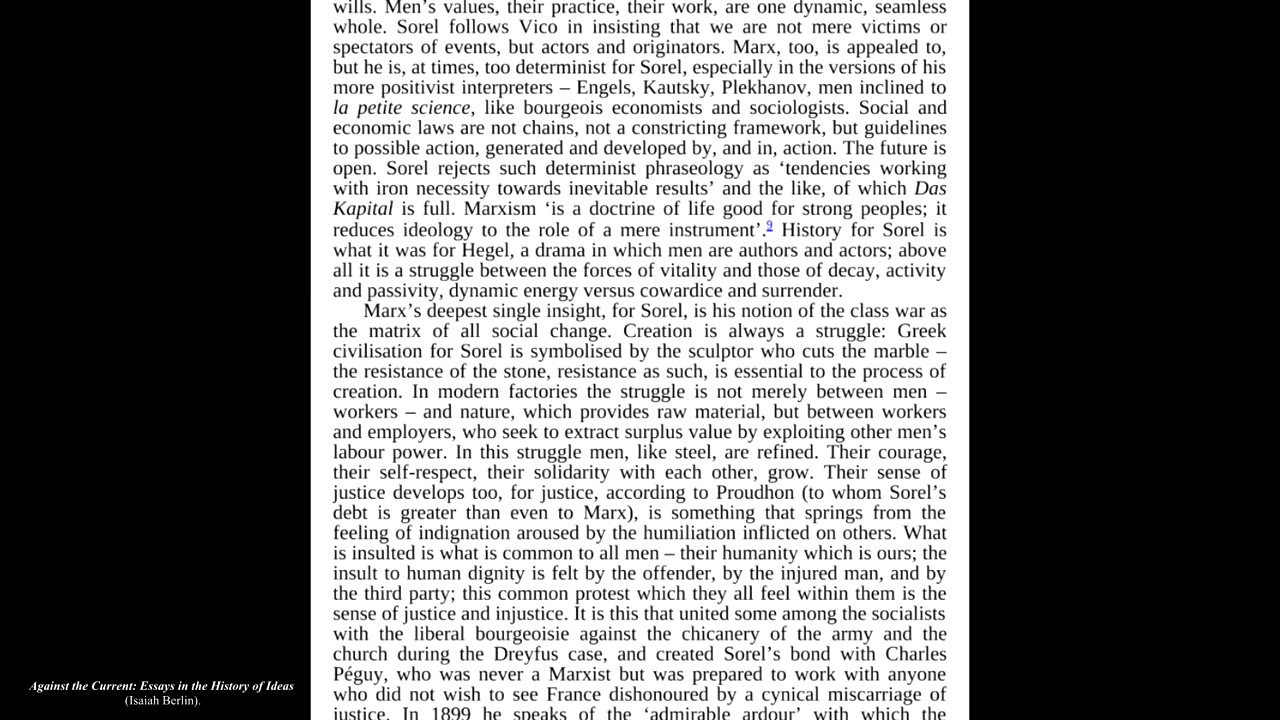 wills. Men’s values, their practice, their work, are one dynamic, seamless
whole. Sorel follows Vico in insisting that we are not mere victims or
spectators of events, but actors and originators. Marx, too, is appealed to,
but he is, at times, too determinist for Sorel, especially in the versions of his
more positivist interpreters – Engels, Kautsky, Plekhanov, men inclined to
la petite science, like bourgeois economists and sociologists. Social and
economic laws are not chains, not a constricting framework, but guidelines
to possible action, generated and developed by, and in, action. The future is
open. Sorel rejects such determinist phraseology as ‘tendencies working
with iron necessity towards inevitable results’ and the like, of which Das
Kapital is full. Marxism ‘is a doctrine of life good for strong peoples; it
reduces ideology to the role of a mere instrument’.9 History for Sorel is
what it was for Hegel, a drama in which men are authors and actors; above
all it is a struggle between the forces of vitality and those of decay, activity
and passivity, dynamic energy versus cowardice and surrender.
Marx’s deepest single insight, for Sorel, is his notion of the class war as
the matrix of all social change. Creation is always a struggle: Greek
civilisation for Sorel is symbolised by the sculptor who cuts the marble –
the resistance of the stone, resistance as such, is essential to the process of
creation. In modern factories the struggle is not merely between men –
workers – and nature, which provides raw material, but between workers
and employers, who seek to extract surplus value by exploiting other men’s
labour power. In this struggle men, like steel, are refined. Their courage,
their self-respect, their solidarity with each other, grow. Their sense of
justice develops too, for justice, according to Proudhon (to whom Sorel’s
debt is greater than even to Marx), is something that springs from the
feeling of indignation aroused by the humiliation inflicted on others. What
is insulted is what is common to all men – their humanity which is ours; the
insult to human dignity is felt by the offender, by the injured man, and by
the third party; this common protest which they all feel within them is the
sense of justice and injustice. It is this that united some among the socialists
with the liberal bourgeoisie against the chicanery of the army and the
church during the Dreyfus case, and created Sorel’s bond with Charles
Péguy, who was never a Marxist but was prepared to work with anyone
who did not wish to see France dishonoured by a cynical miscarriage of
justice. In 1899 he speaks of the ‘admirable ardour’ with which the
Against the Current: Essays in the History of Ideas
(Isaiah Berlin).